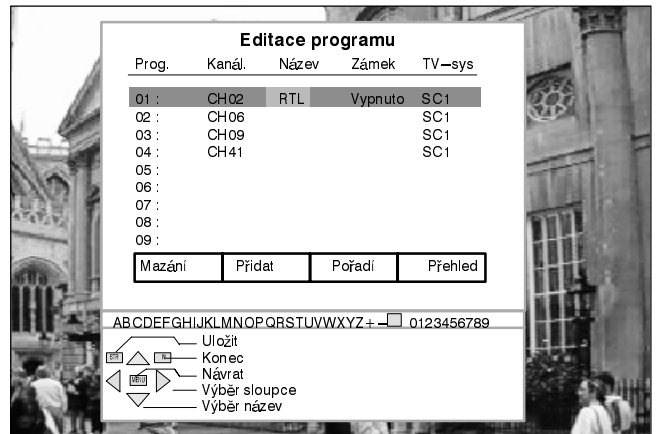 Editace programu
Prog. Kanál. Název Zámek TV–sys
01 : CH02 RTL Vypnuto SC1
02 : CH06 SC1
03 : CH09 SC1
04 : CH41 SC1
05 :
06 :
07 :
08 :
09 :
Mazání Přidat Pořadí Přehled
ABCDEFGHIJKLMNOPQRSTUVWXYZ+– 0123456789
Uložit
STR N Konec
Návrat
MENU Výběr sloupce
Výběr název